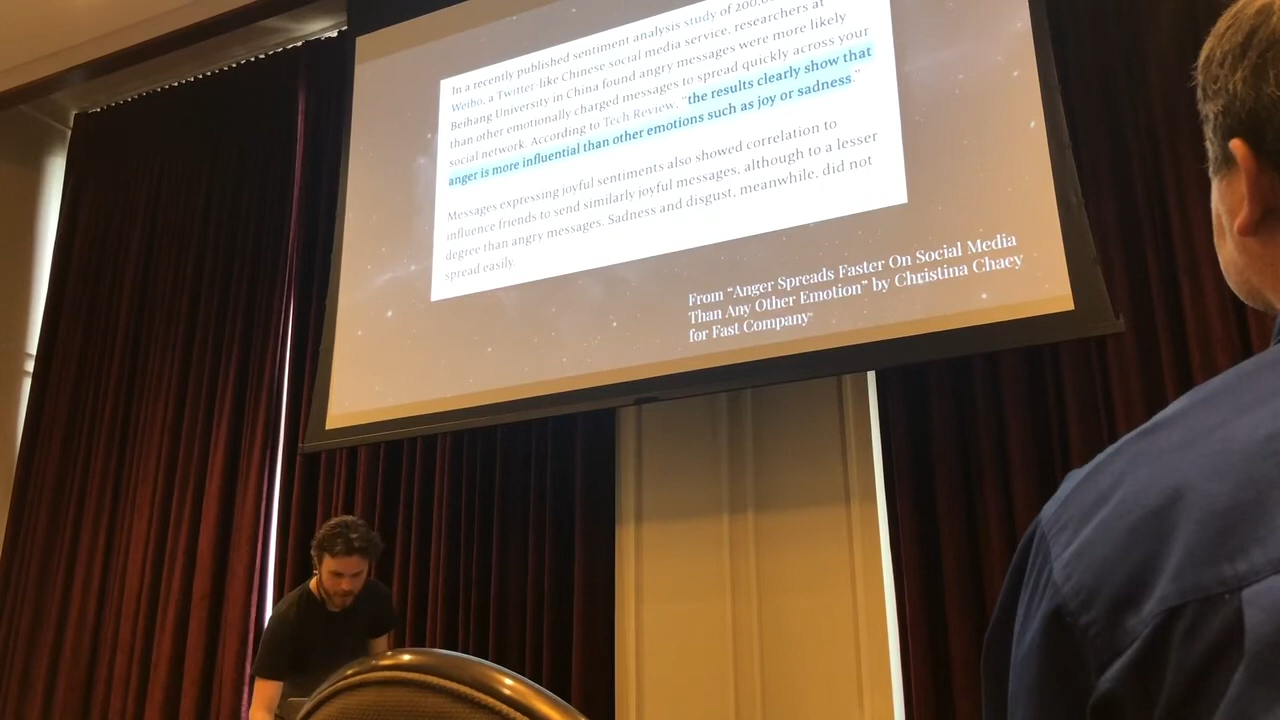 In a recently published sentiment analysis study of
Weibo, a Twitter-like Chinese social media service, researchers at
Beihang University in China found angry messages were more likely
than other emotionally charged messages to spread quickly across your
social network. According to Tech Review, "the results clearly show that
anger is more influential than other emotions such as joy or sadness."
Messages expressing joyful sentiments also showed correlation to
influence friends to send similarly joyful messages, although to a lesser
degree than angry messages. Sadness and disgust, meanwhile, did not
spread easily.
From "Anger Spreads Faster On Social Media
Than Any Other Emotion" by Christina Chaey
for Fast Company